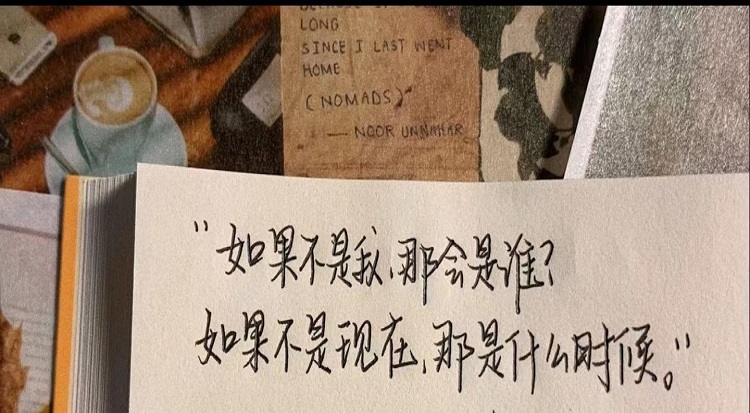 LONG
SINCE I LAST WENT
HOME
(NOMADS)
— NOOR UNNAHAR
"如果不是我,那会是谁?
如果不是现在,那是什么时候。"